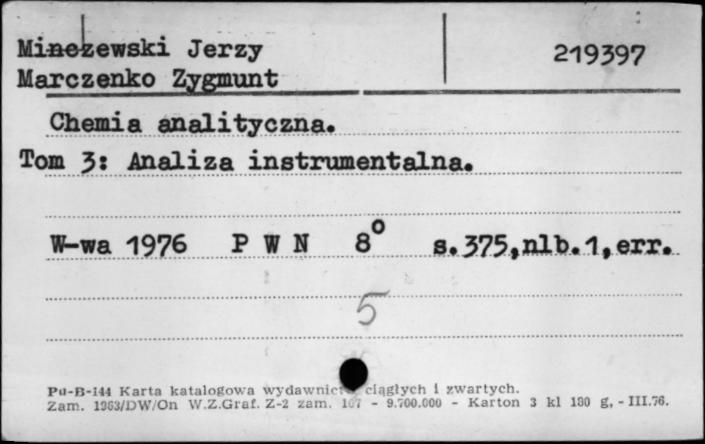 Minczewski Jerzy
219397
Marczenko Zygmunt
Chemia analityczna.
Tom 3: Analiza instrumentalna.
W-wa 1976 P W N 8° s.375,nlb.1,err.
5
Pu-B-144 Karta katalogowa ciągłych i zwartych.
Zam. 1963/DW/On W.Z.Graf. Z-2 zam. - 9.700.000 - Karton 3 kl 180 g, - III.76.